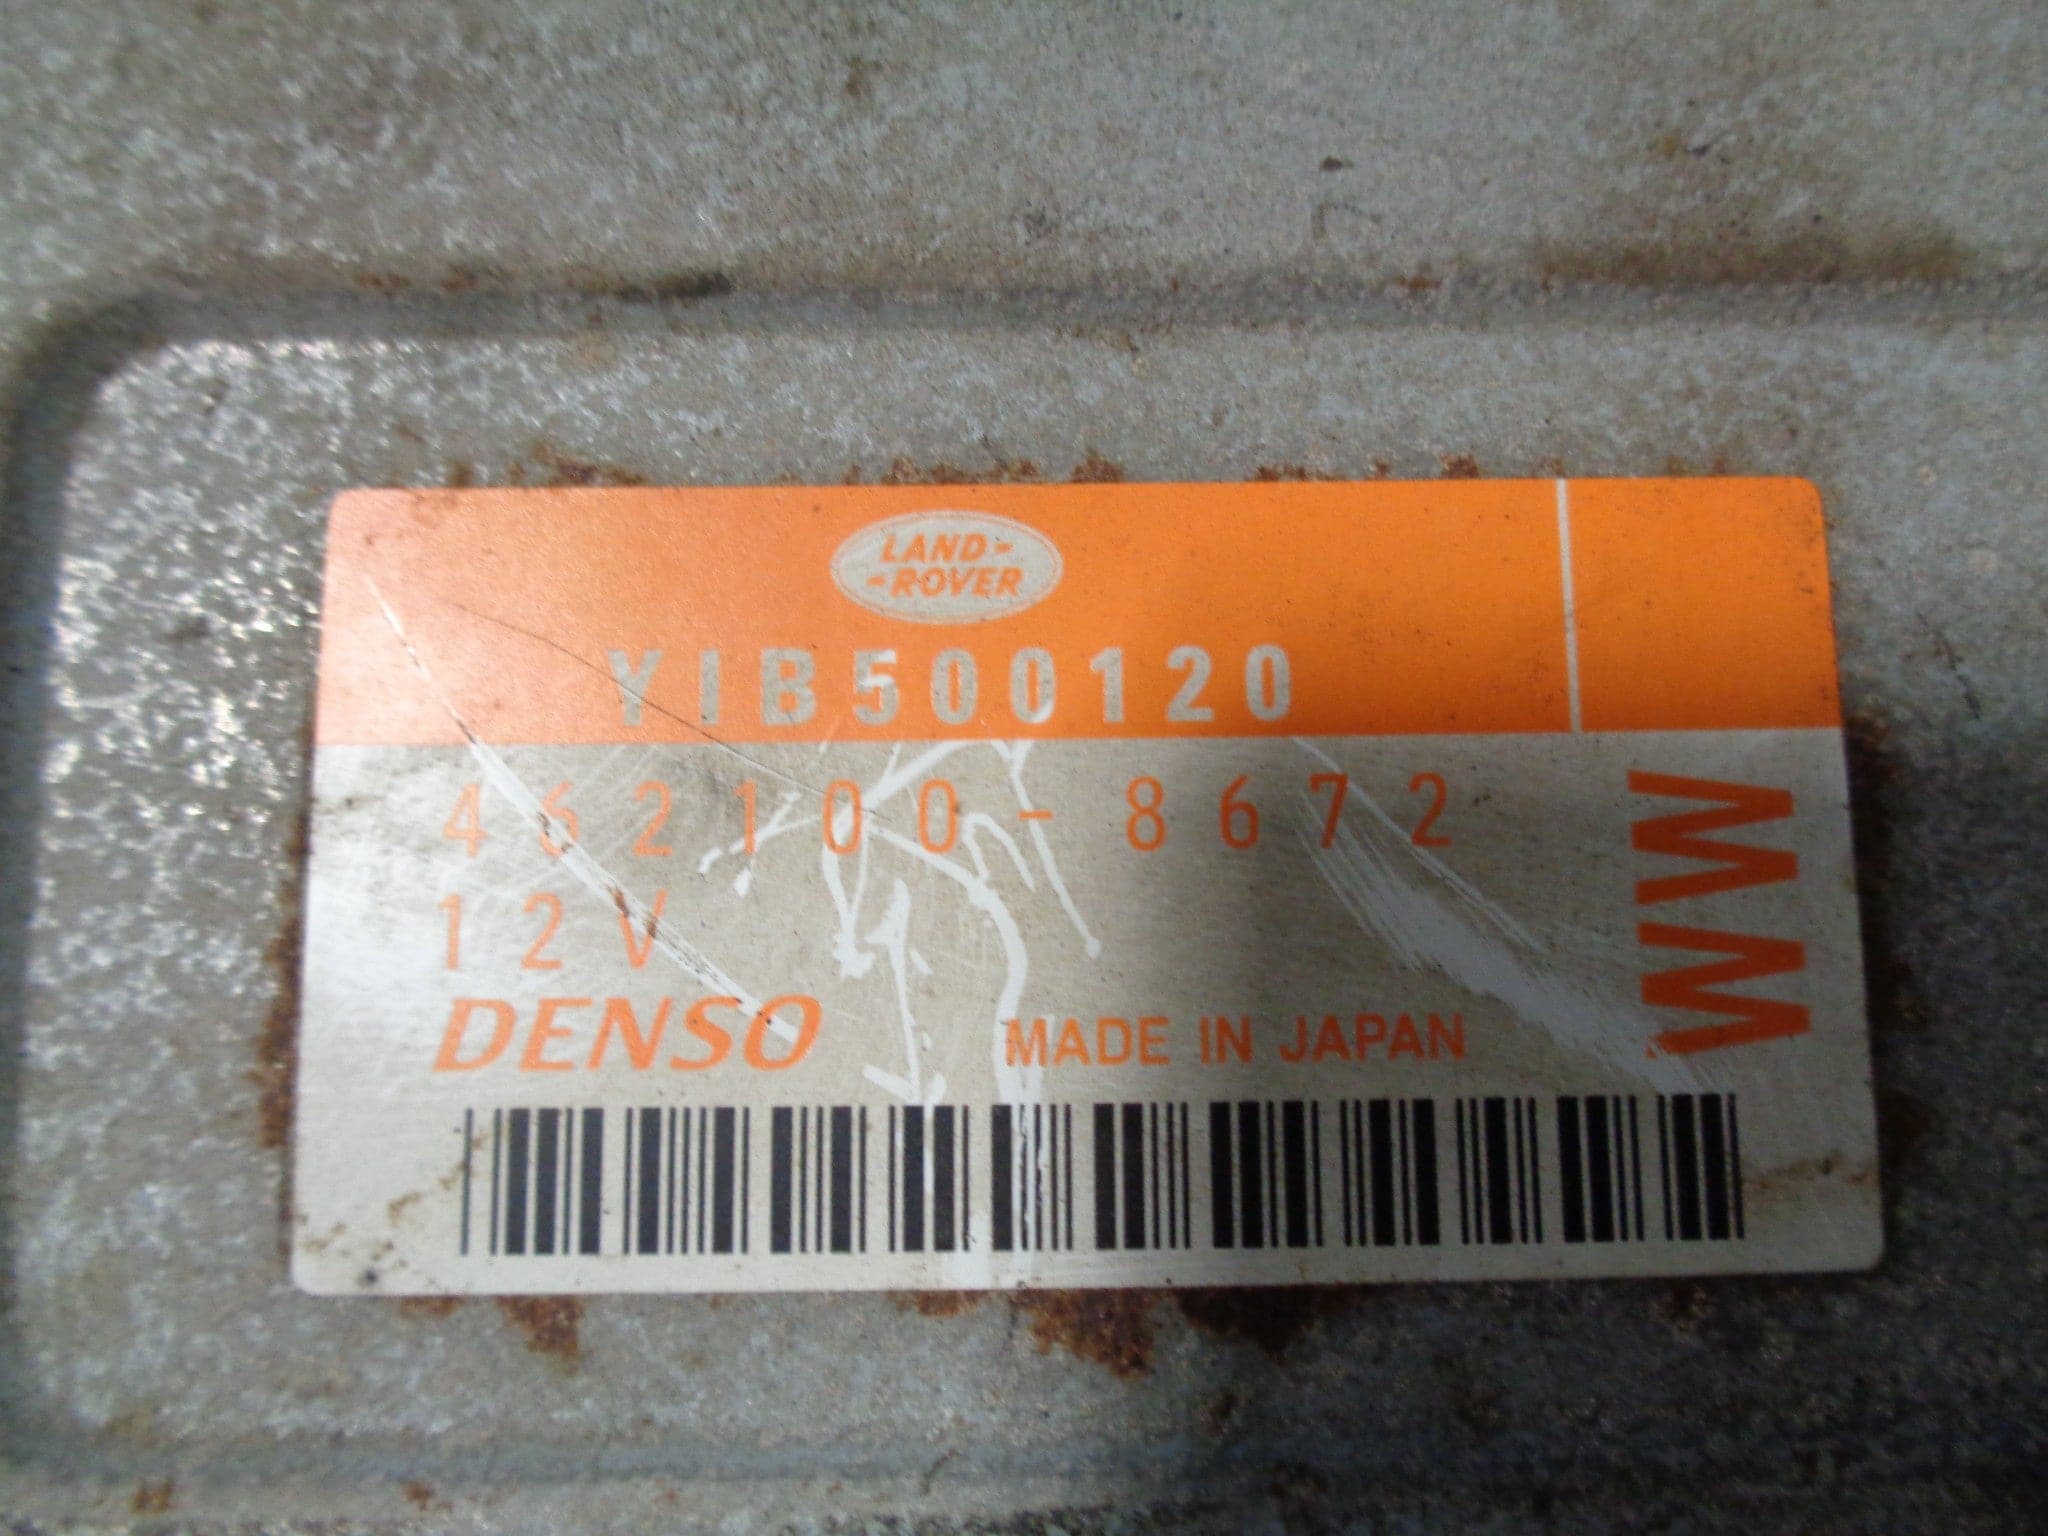 LAND-
-ROVER
YIB500120
462100-8672
12V
DENSO
MADE IN JAPAN
WW